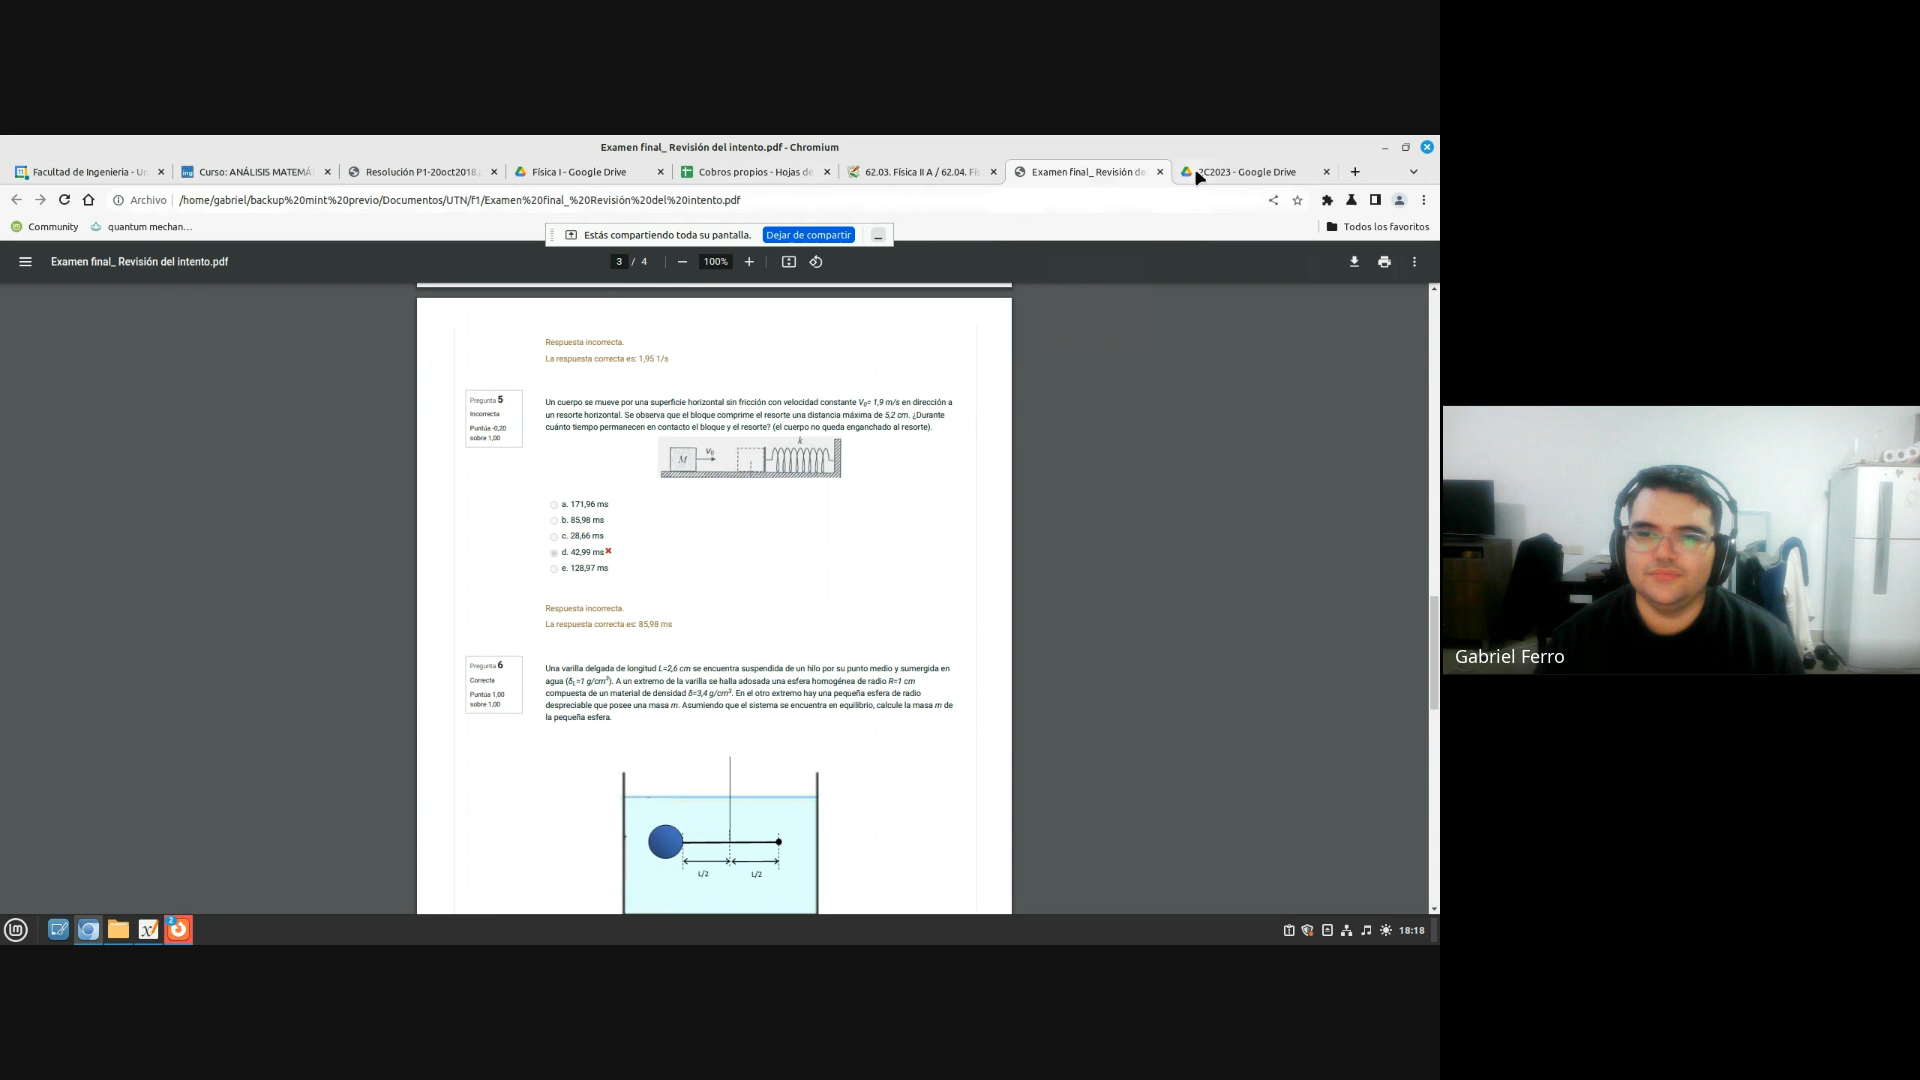 Examen final_ Revisión del intento.pdf - Chromium
Facultad de Ingenieria - Un
Curso: ANÁLISIS MATEMÁ
Resolución P1-20oct2018.
Física I - Google Drive
Cobros propios - Hojas de
62.03. Física II A / 62.04. Fí
Examen final_ Revisión de
2C2023 - Google Drive
Archivo
/home/gabriel/backup%20mint%20previo/Documentos/UTN/f1/Examen%20final_%20Revisión%20del%20intento.pdf
Community
quantum mechan...
Todos los favoritos
Estás compartiendo toda su pantalla.
Dejar de compartir
Examen final_ Revisión del intento.pdf
3 / 4
100%
Respuesta incorrecta.
La respuesta correcta es: 1,95 1/s
Pregunta 5
Incorrecta
Puntúa -0,20
sobre 1,00
Un cuerpo se mueve por una superficie horizontal sin fricción con velocidad constante V0= 1,9 m/s en dirección a
un resorte horizontal. Se observa que el bloque comprime el resorte una distancia máxima de 5,2 cm. ¿Durante
cuánto tiempo permanecen en contacto el bloque y el resorte? (el cuerpo no queda enganchado al resorte).
M
V0
k
a. 171,96 ms
b. 85,98 ms
c. 28,66 ms
d. 42,99 ms
e. 128,97 ms
Respuesta incorrecta.
La respuesta correcta es: 85,98 ms
Pregunta 6
Correcta
Puntúa 1,00
sobre 1,00
Una varilla delgada de longitud L=2,6 cm se encuentra suspendida de un hilo por su punto medio y sumergida en
agua (δL=1 g/cm³). A un extremo de la varilla se halla adosada una esfera homogénea de radio R=1 cm
compuesta de un material de densidad δ=3,4 g/cm³. En el otro extremo hay una pequeña esfera de radio
despreciable que posee una masa m. Asumiendo que el sistema se encuentra en equilibrio, calcule la masa m de
la pequeña esfera.
L/2
L/2
2
18:18
Gabriel Ferro